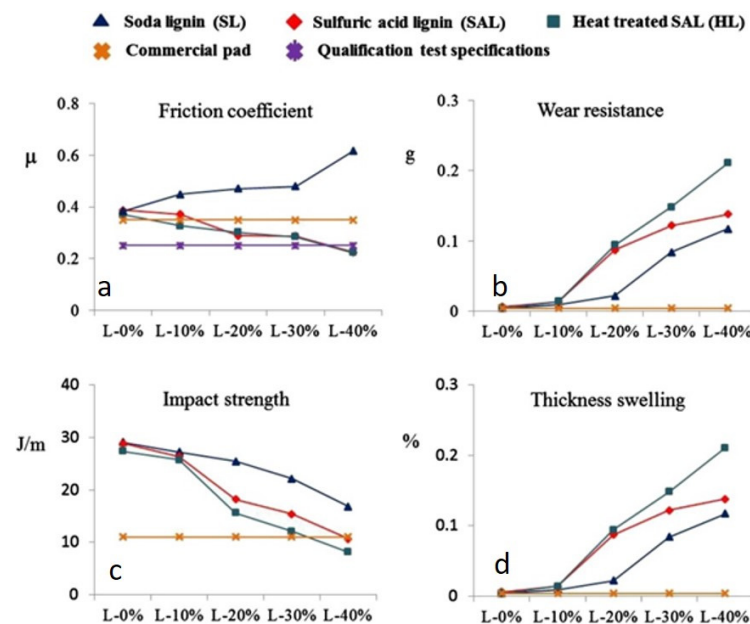 Soda lignin (SL) Sulfuric acid lignin (SAL) Heat treated SAL (HL)
Commercial pad Qualification test specifications
Friction coefficient
μ
0.8
0.6
0.4
0.2
0
a
L-0% L-10% L-20% L-30% L-40%
Wear resistance
g
0.3
0.2
0.1
0
b
L-0% L-10% L-20% L-30% L-40%
Impact strength
J/m
40
30
20
10
0
c
L-0% L-10% L-20% L-30% L-40%
Thickness swelling
%
0.3
0.2
0.1
0
d
L-0% L-10% L-20% L-30% L-40%